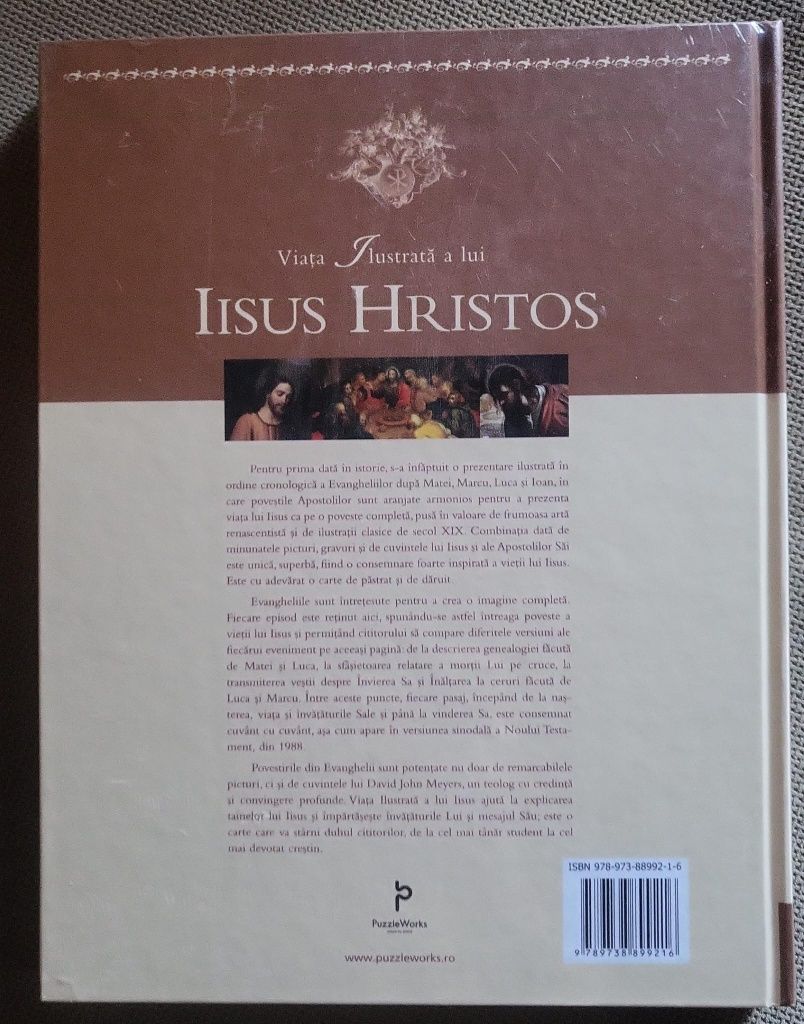 Viața Ilustrată a lui
IISUS HRISTOS
Pentru prima dată în istorie, s-a înfăptuit o prezentare ilustrată în
ordine cronologică a Evangheliilor după Matei, Marcu, Luca și Ioan, în
care poveștile Apostolilor sunt aranjate armonios pentru a prezenta
viața lui Iisus ca pe o poveste completă, pusă în valoare de frumoasa artă
renascentistă și de ilustrații clasice de secol XIX. Combinația dată de
minunatele picturi, gravuri și de cuvintele lui Iisus și ale Apostolilor Săi
este unică, superbă, fiind o consemnare foarte inspirată a vieții lui Iisus.
Este cu adevărat o carte de păstrat și de dăruit.
Evangheliile sunt întrețesute pentru a crea o imagine completă.
Fiecare episod este reținut aici, spunându-se astfel întreaga poveste a
vieții lui Iisus și permițând cititorului să compare diferitele versiuni ale
fiecărui eveniment pe aceeași pagină: de la descrierea genealogiei făcută
de Matei și Luca, la sfâșietoarea relatare a morții Lui pe cruce, la
transmiterea veștii despre Învierea Sa și Înălțarea la ceruri făcută de
Luca și Marcu. Între aceste puncte, fiecare pasaj, începând de la naș-
terea, viața și învățăturile Sale și până la vinderea Sa, este consemnat
cuvânt cu cuvânt, așa cum apare în versiunea sinodală a Noului Testa-
ment, din 1988.
Povestirile din Evanghelii sunt potențate nu doar de remarcabilele
picturi, ci și de cuvintele lui David John Meyers, un teolog cu credință
și convingere profunde. Viața Ilustrată a lui Iisus ajută la explicarea
tainelor lui Iisus și împărtășește învățăturile Lui și mesajul Său; este o
carte care va stârni duhul cititorilor, de la cel mai tânăr student la cel
mai devotat creștin.
PuzzleWorks
www.puzzleworks.ro
ISBN 978-973-88992-1-6
9 789738 899216